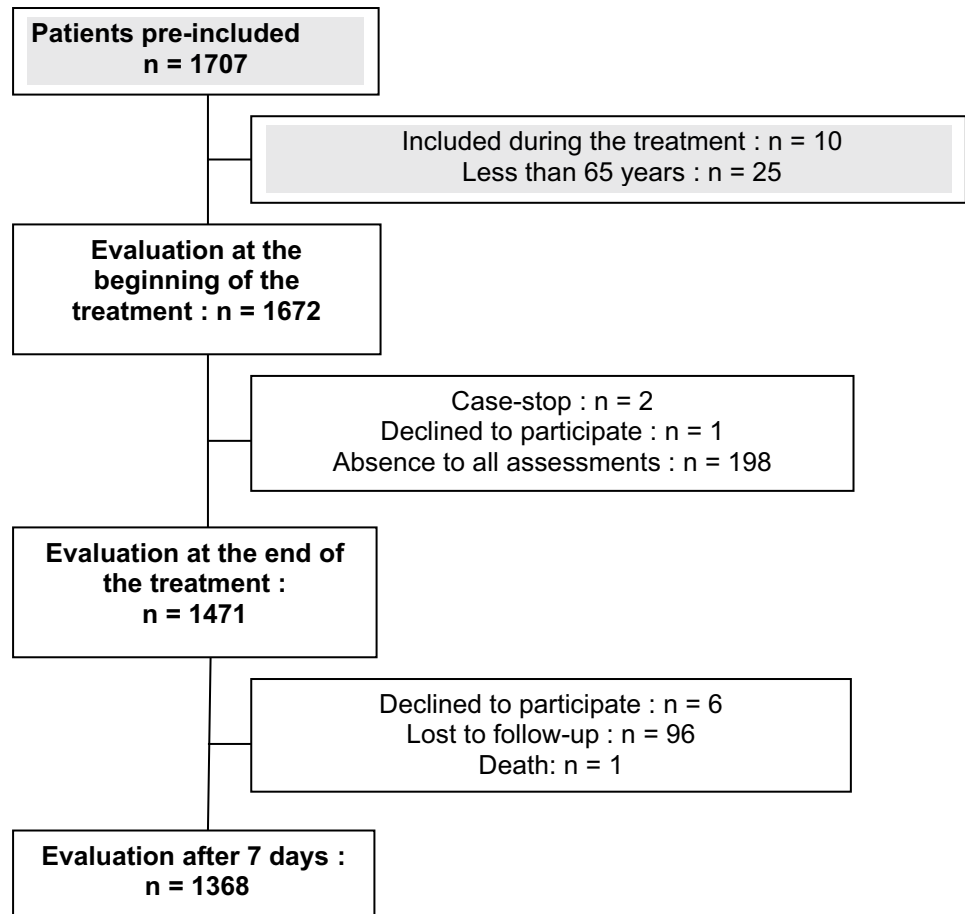 Patients pre-included
n = 1707
Included during the treatment : n = 10
Less than 65 years : n = 25
Evaluation at the
beginning of the
treatment : n = 1672
Case-stop : n = 2
Declined to participate : n = 1
Absence to all assessments : n = 198
Evaluation at the end of
the treatment :
n = 1471
Declined to participate : n = 6
Lost to follow-up : n = 96
Death: n = 1
Evaluation after 7 days :
n = 1368